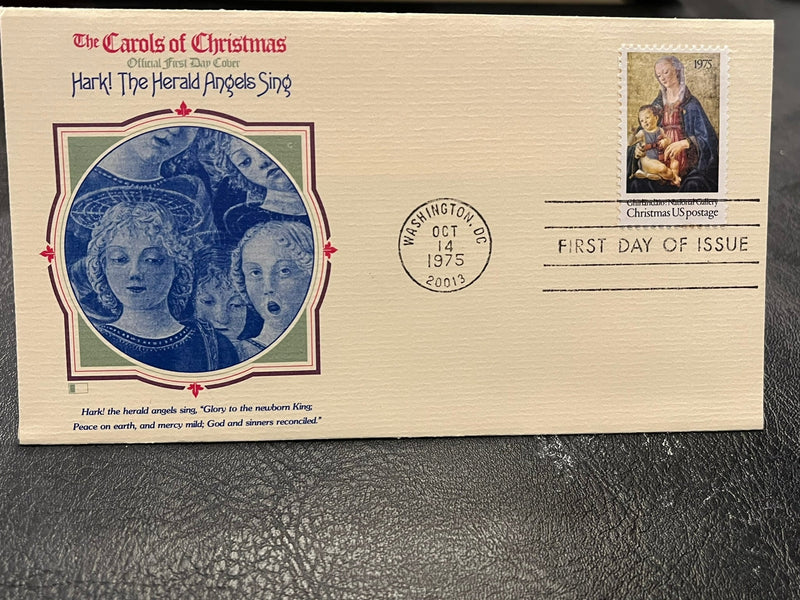 The Carols of Christmas
Official First Day Cover
Hark! The Herald Angels Sing
1975
Ghirlandaio: National Gallery
Christmas US postage
WASHINGTON, DC
OCT
14
1975
20013
FIRST DAY OF ISSUE
Hark! the herald angels sing, "Glory to the newborn King;
Peace on earth, and mercy mild; God and sinners reconciled."